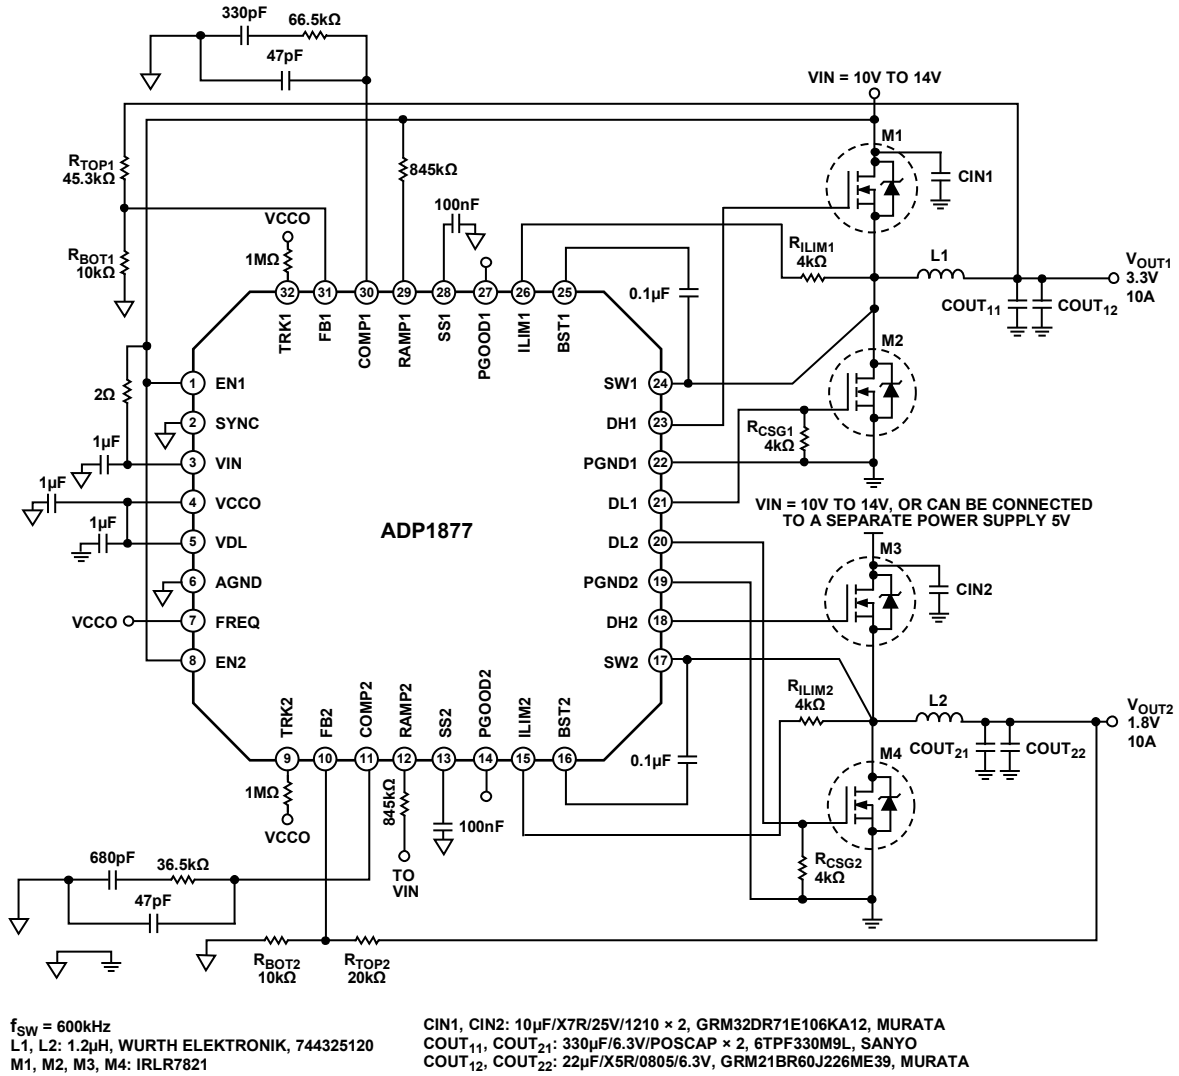 330pF
66.5kΩ
47pF
VIN = 10V TO 14V
M1
CIN1
RTOP1
45.3kΩ
845kΩ
VCCO
100nF
1MΩ
RBOT1
10kΩ
RILIM1
4kΩ
L1
VOUT1
3.3V
10A
0.1µF
COUT11
COUT12
32
31
30
29
28
27
26
25
TRK1
FB1
COMP1
RAMP1
SS1
PGOOD1
ILIM1
BST1
M2
2Ω
1 EN1
2 SYNC
3 VIN
4 VCCO
5 VDL
6 AGND
7 FREQ
8 EN2
1µF
1µF
1µF
VCCO
ADP1877
SW1 24
DH1 23
PGND1 22
DL1 21
DL2 20
PGND2 19
DH2 18
SW2 17
RCSG1
4kΩ
VIN = 10V TO 14V, OR CAN BE CONNECTED
TO A SEPARATE POWER SUPPLY 5V
M3
CIN2
TRK2
FB2
COMP2
RAMP2
SS2
PGOOD2
ILIM2
BST2
9
10
11
12
13
14
15
16
RILIM2
4kΩ
L2
VOUT2
1.8V
10A
COUT21
COUT22
M4
0.1µF
1MΩ
VCCO
845kΩ
TO
VIN
100nF
RCSG2
4kΩ
680pF
36.5kΩ
47pF
RBOT2
10kΩ
RTOP2
20kΩ
fSW = 600kHz
L1, L2: 1.2µH, WURTH ELEKTRONIK, 744325120
M1, M2, M3, M4: IRLR7821
CIN1, CIN2: 10µF/X7R/25V/1210 × 2, GRM32DR71E106KA12, MURATA
COUT11, COUT21: 330µF/6.3V/POSCAP × 2, 6TPF330M9L, SANYO
COUT12, COUT22: 22µF/X5R/0805/6.3V, GRM21BR60J226ME39, MURATA